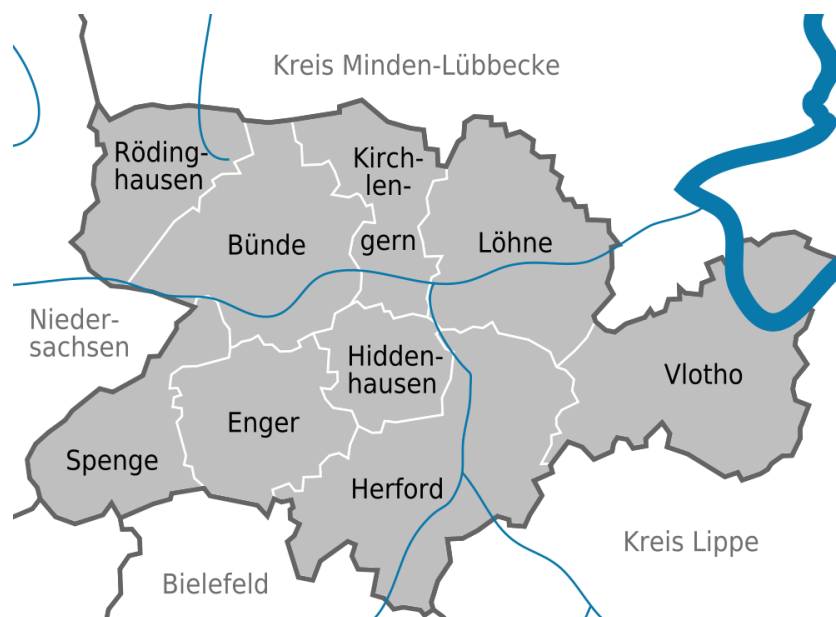 Kreis Minden-Lübbecke
Röding-
hausen
Kirch-
len-
gern
Bünde
Löhne
Nieder-
sachsen
Hidden-
hausen
Vlotho
Enger
Spenge
Herford
Kreis Lippe
Bielefeld